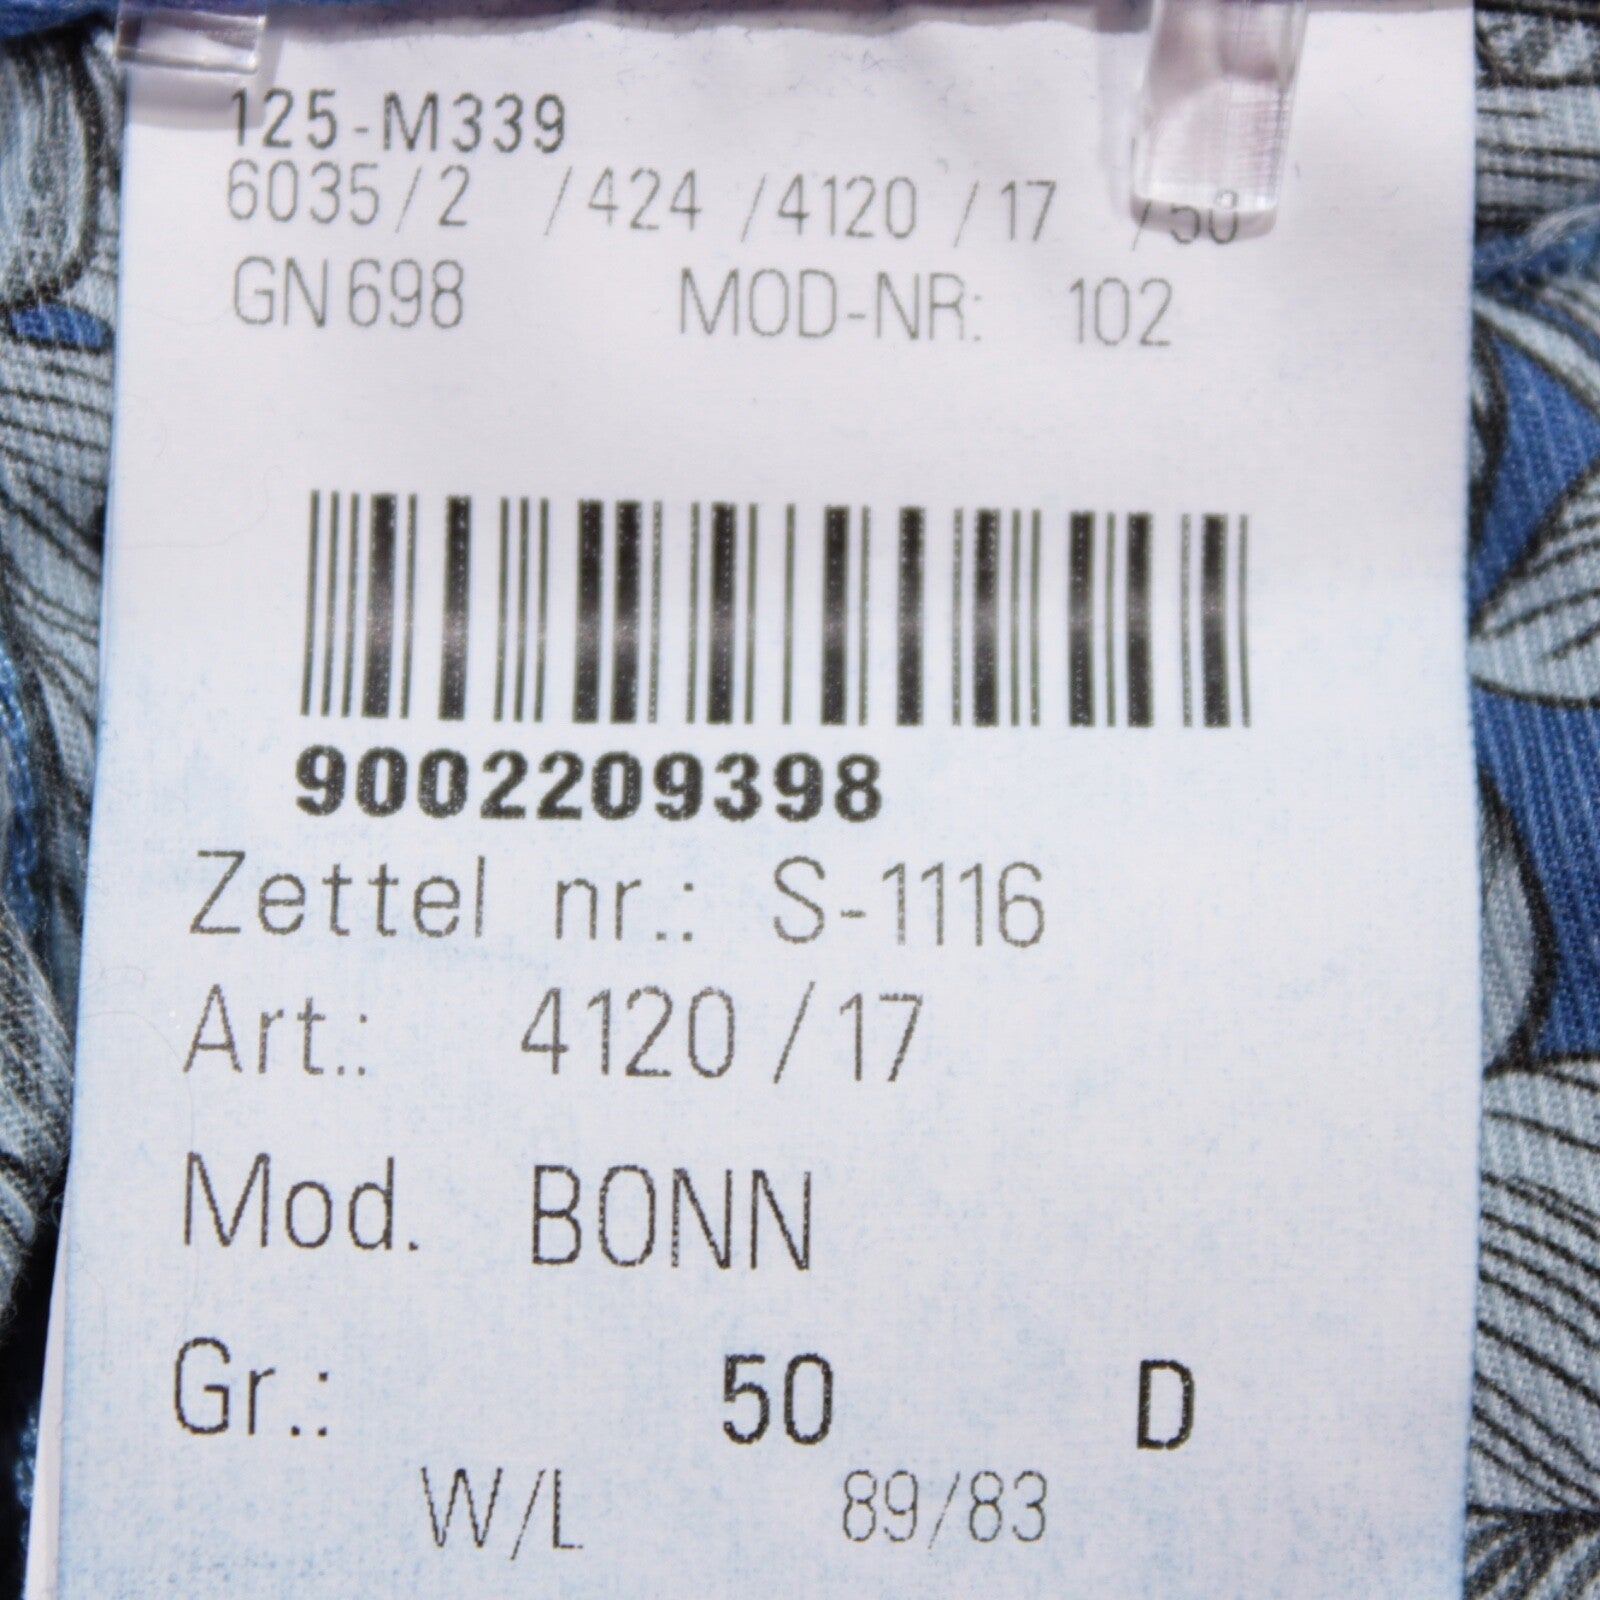 125-M339
6035/2 /424 /4120 /17 /50
GN698 MOD-NR: 102
9002209398
Zettel nr.: S-1116
Art.: 4120/17
Mod. BONN
Gr.: 50 D
W/L 89/83